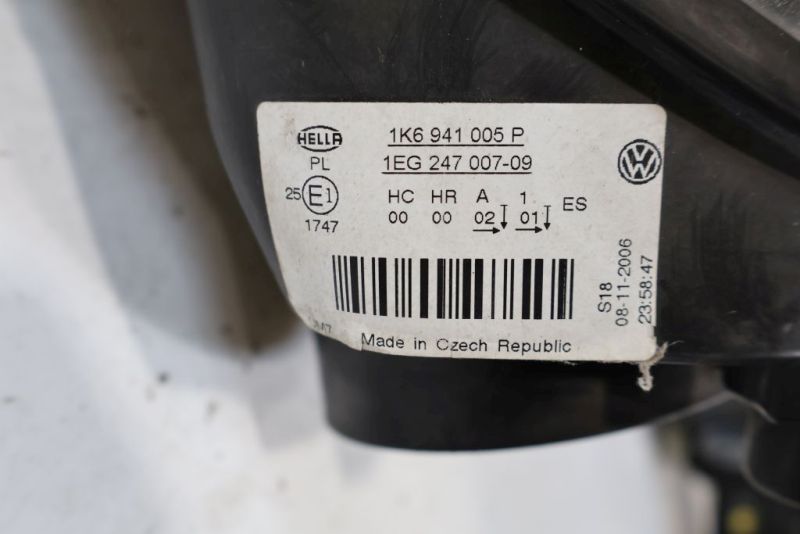 HELLA
1K6 941 005 P
PL
1EG 247 007-09
25 E1
HC HR A 1 ES
00 00 02 01
1747
S18
08-11-2006
23:58:47
Made in Czech Republic
VW